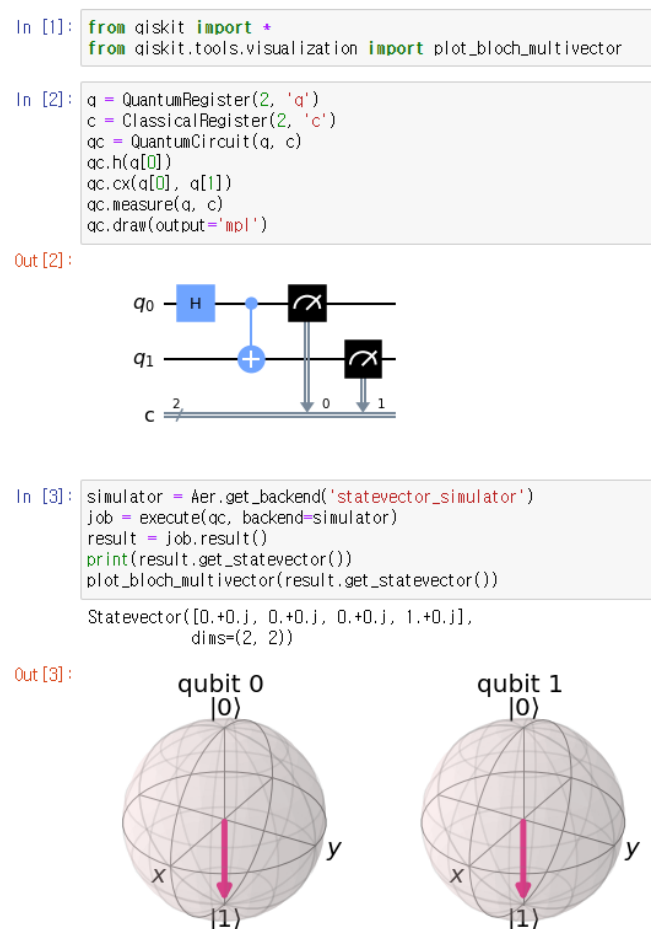 In [1]: from qiskit import *
from qiskit.tools.visualization import plot_bloch_multivector
In [2]: q = QuantumRegister(2, 'q')
c = ClassicalRegister(2, 'c')
qc = QuantumCircuit(q, c)
qc.h(q[0])
qc.cx(q[0], q[1])
qc.measure(q, c)
qc.draw(output='mpl')
Out[2]:
q0 H
q1
c 2 0 1
In [3]: simulator = Aer.get_backend('statevector_simulator')
job = execute(qc, backend=simulator)
result = job.result()
print(result.get_statevector())
plot_bloch_multivector(result.get_statevector())
Statevector([0.+0.j, 0.+0.j, 0.+0.j, 1.+0.j],
dims=(2, 2))
Out[3]:
qubit 0 qubit 1
|0⟩ |0⟩
x y x y
|1⟩ |1⟩